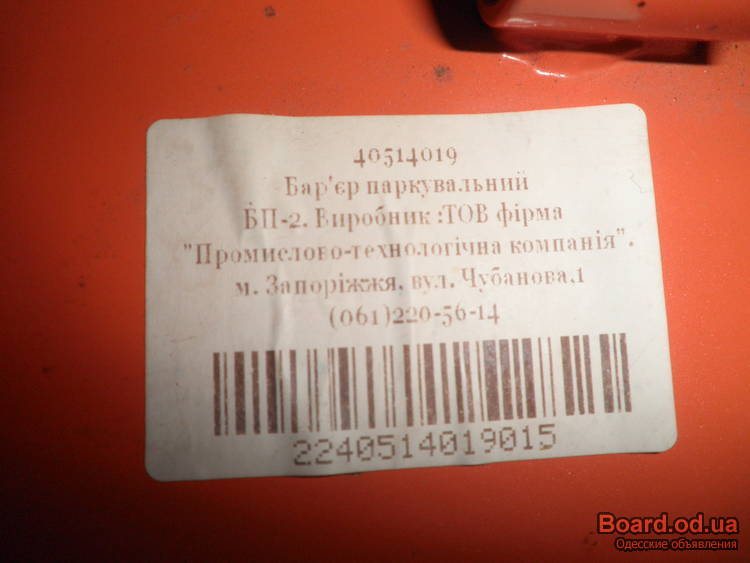 40514019
Бар'єр паркувальний
БП-2. Виробник :ТОВ фірма
"Промислово-технологічна компанія".
м. Запоріжжя, вул. Чубанова,1
(061)220-56-14
2240514019015
Board.od.ua
Одесские объявления